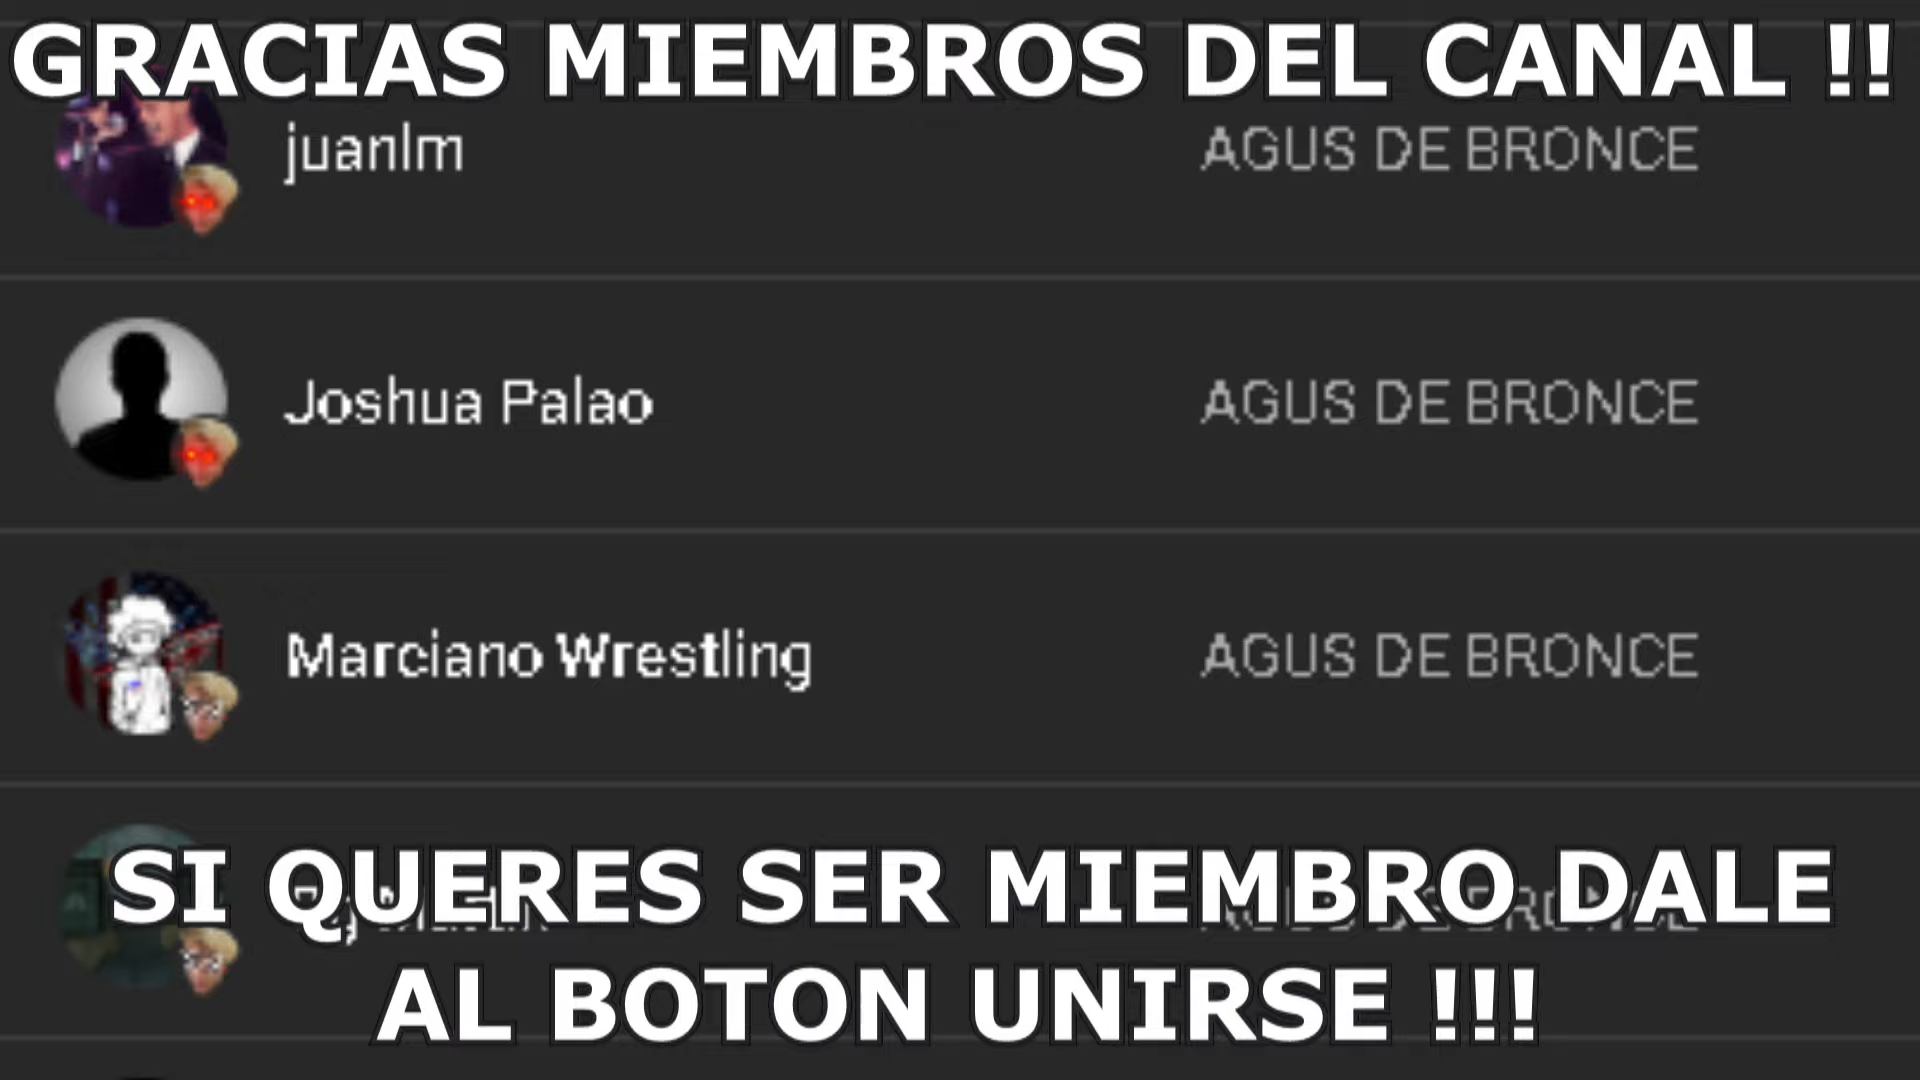 GRACIAS MIEMBROS DEL CANAL !!
juanlm AGUS DE BRONCE
Joshua Palao AGUS DE BRONCE
Marciano Wrestling AGUS DE BRONCE
SI QUERES SER MIEMBRO DALE
AL BOTON UNIRSE !!!